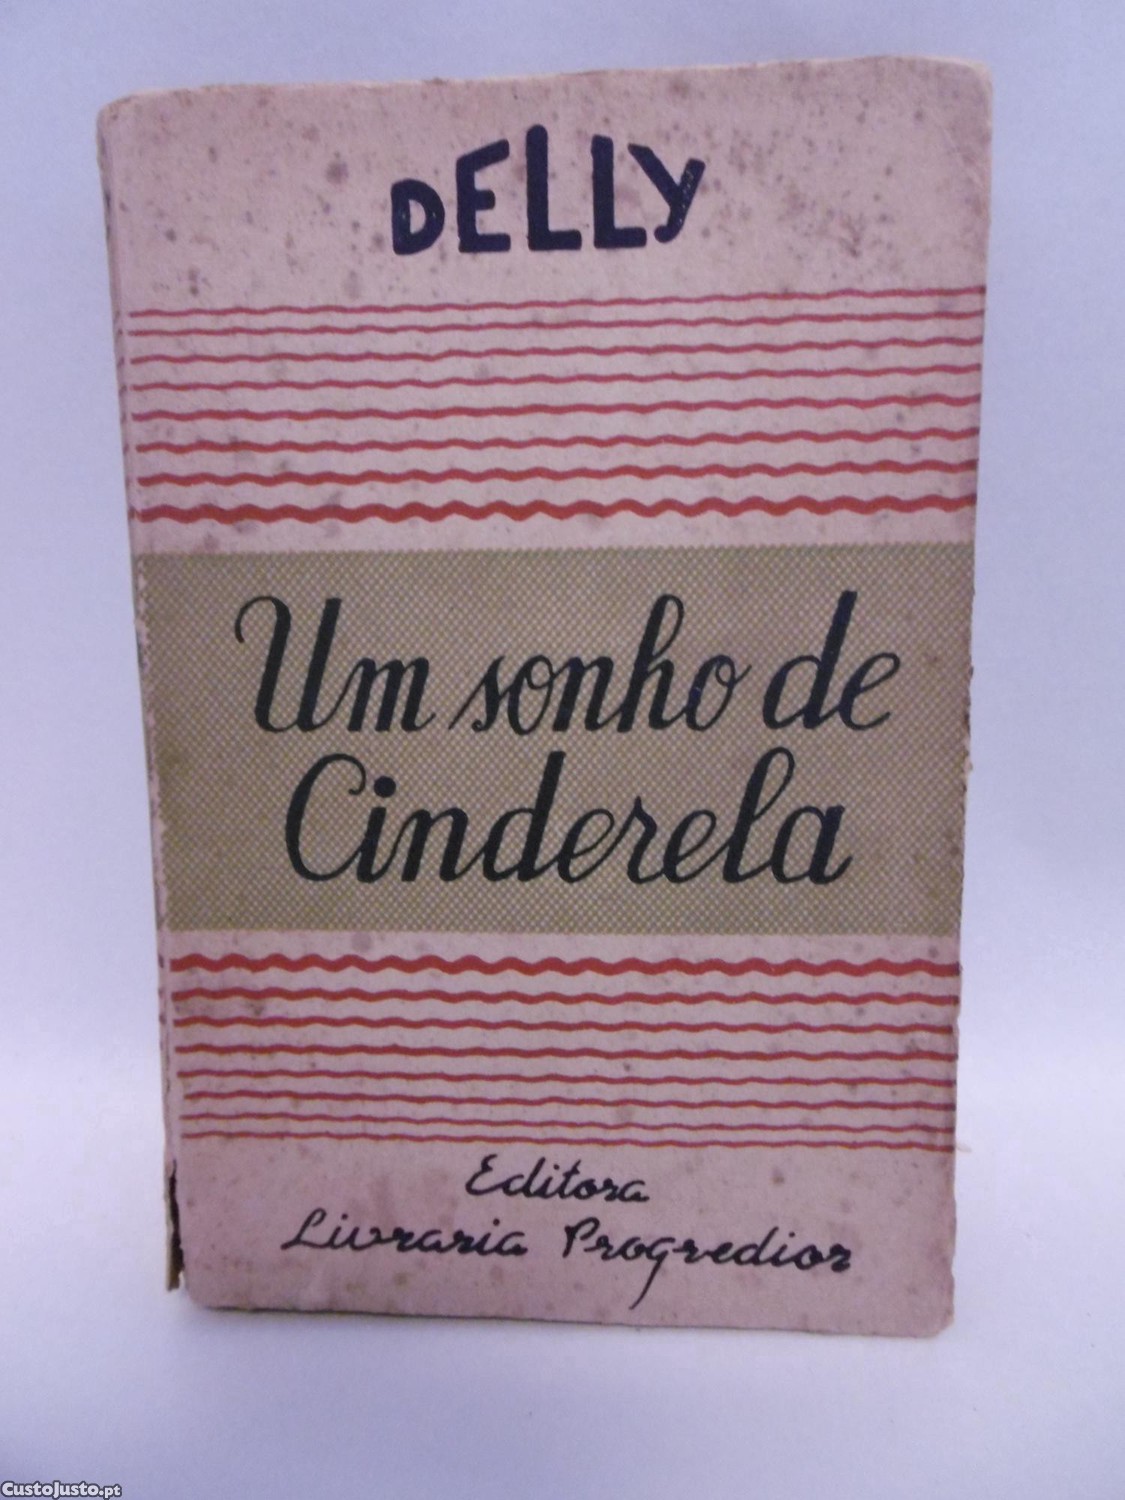 DELLY
Um sonho de
Cinderela
Editora
Livraria Progredior
CustoJusto.pt